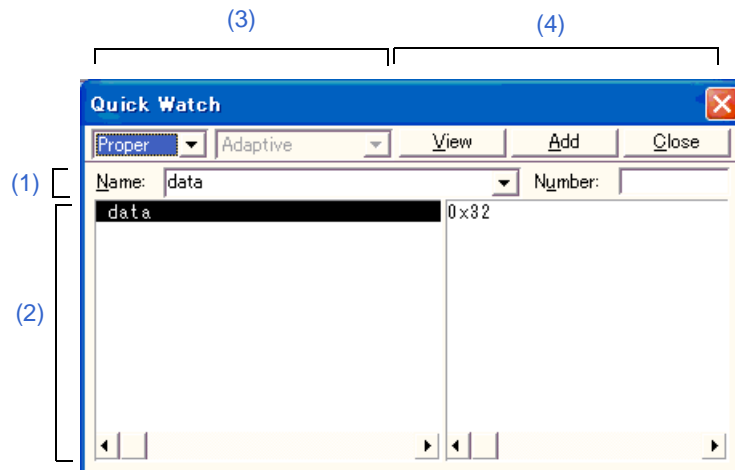 (3) (4)
Quick Watch
Proper Adaptive View Add Close
(1) Name: data Number:
data 0x32
(2)